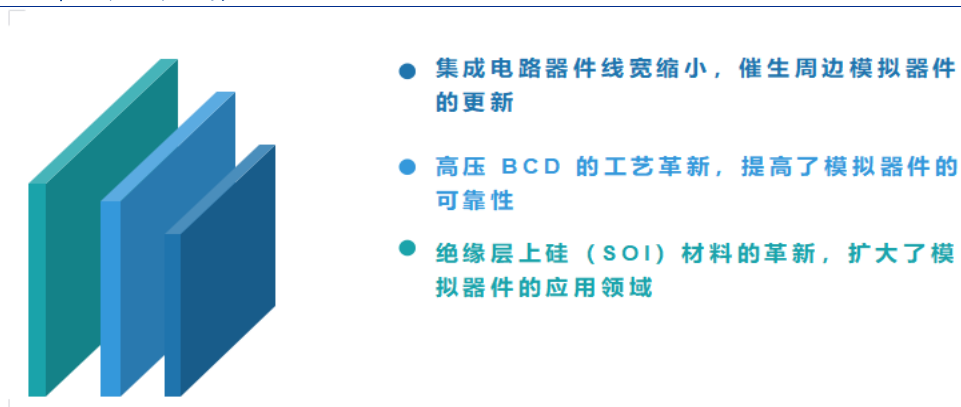 集成电路器件线宽缩小，催生周边模拟器件
的更新
高压 BCD 的工艺革新，提高了模拟器件的
可靠性
绝缘层上硅（SOI）材料的革新，扩大了模
拟器件的应用领域